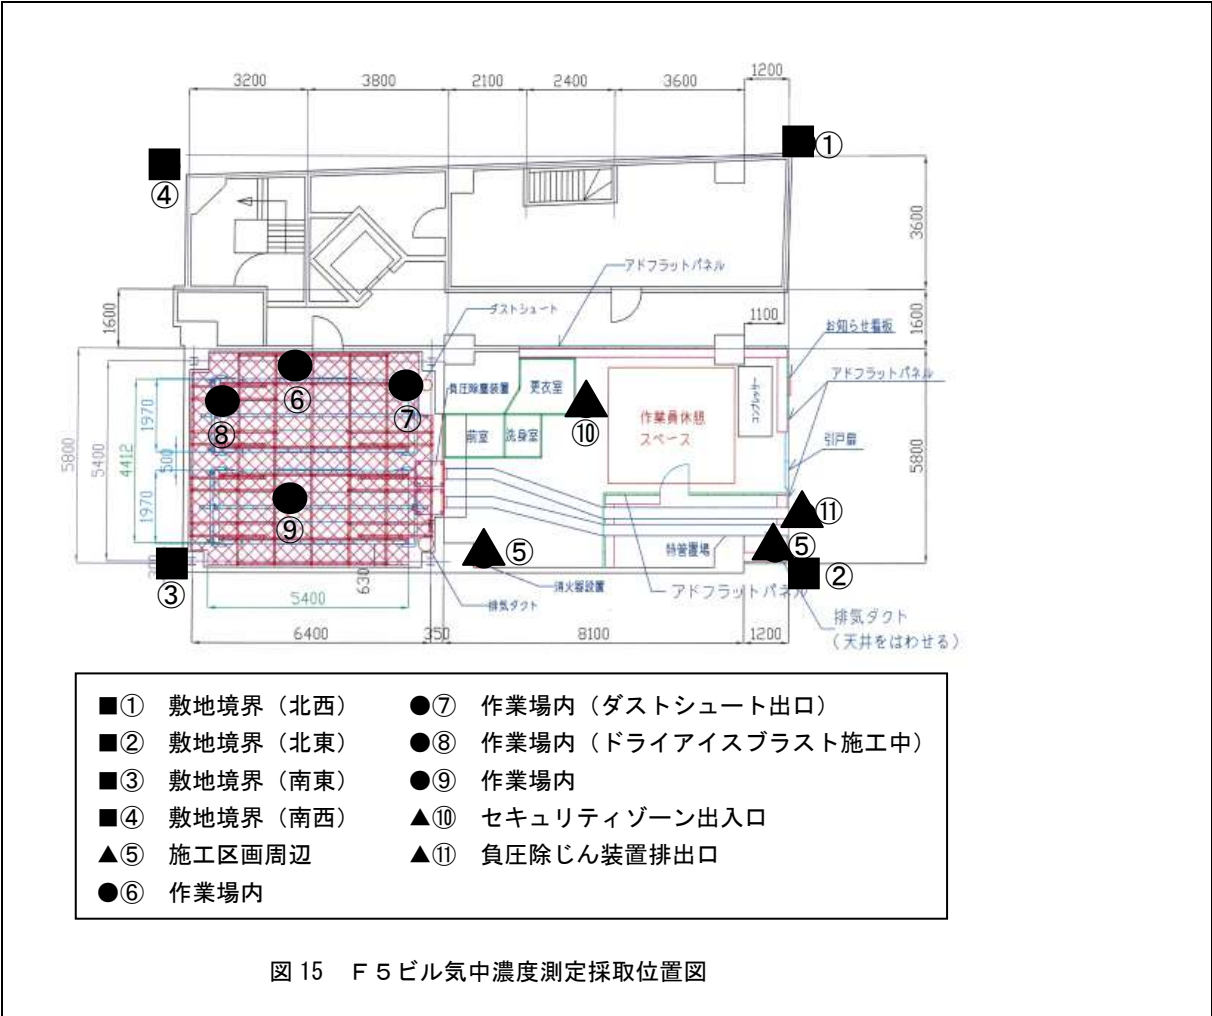 3200 3800 2100 2400 3600 1200
■①
■④
3600
アドフラットパネル
ダストシュート
1600
1100
1600
お知らせ看板
アドフラットパネル
負圧除塵装置
更衣室
コンプレッサー
⑥ ⑦ ⑧ ▲⑩
作業員休憩
スペース
前室 洗身室
引戸扉
5800 5400 4412 1970 500 1970
5800
⑨
▲⑪
▲⑤
▲⑤
特管置場
■③
■②
630
消火器設置
アドフラットパネル
5400
排気ダクト
排気ダクト
(天井をはわせる)
6400 350 8100 1200
■① 敷地境界(北西) ●⑦ 作業場内(ダストシュート出口)
■② 敷地境界(北東) ●⑧ 作業場内(ドライアイスブラスト施工中)
■③ 敷地境界(南東) ●⑨ 作業場内
■④ 敷地境界(南西) ▲⑩ セキュリティゾーン出入口
▲⑤ 施工区画周辺 ▲⑪ 負圧除じん装置排出口
●⑥ 作業場内
図 15 F5ビル気中濃度測定採取位置図